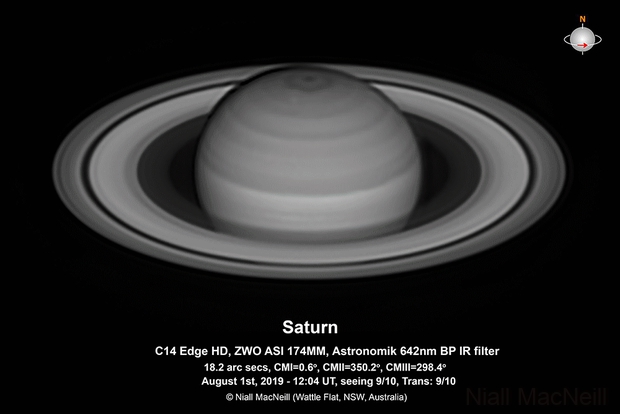 N
Saturn
C14 Edge HD, ZWO ASI 174MM, Astronomik 642nm BP IR filter
18.2 arc secs, CMI=0.6º, CMII=350.2º, CMIII=298.4º
August 1st, 2019 - 12:04 UT, seeing 9/10, Trans: 9/10
© Niall MacNeill (Wattle Flat, NSW, Australia)
Niall MacNeill